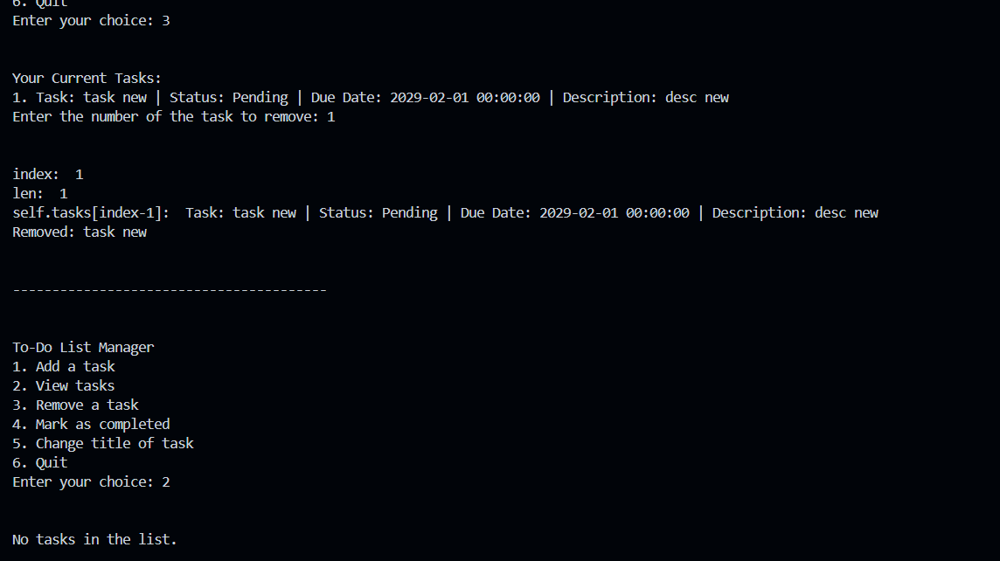 6. Quit
Enter your choice: 3
Your Current Tasks:
1. Task: task new | Status: Pending | Due Date: 2029-02-01 00:00:00 | Description: desc new
Enter the number of the task to remove: 1
index:  1
len:  1
self.tasks[index-1]:  Task: task new | Status: Pending | Due Date: 2029-02-01 00:00:00 | Description: desc new
Removed: task new
----------------------------------------
To-Do List Manager
1. Add a task
2. View tasks
3. Remove a task
4. Mark as completed
5. Change title of task
6. Quit
Enter your choice: 2
No tasks in the list.